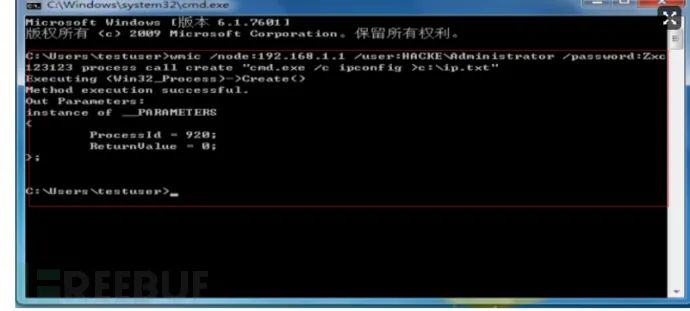 C:\Windows\system32\cmd.exe
Microsoft Windows [版本 6.1.7601]
版权所有 (c) 2009 Microsoft Corporation。保留所有权利。
C:\Users\testuser>wmic /node:192.168.1.1 /user:HACKE\Administrator /password:Zxc
123123 process call create "cmd.exe /c ipconfig >c:\ip.txt"
Executing (Win32_Process)->Create()
Method execution successful.
Out Parameters:
instance of __PARAMETERS
{
ProcessId = 920;
ReturnValue = 0;
};
C:\Users\testuser>_
REEBUF